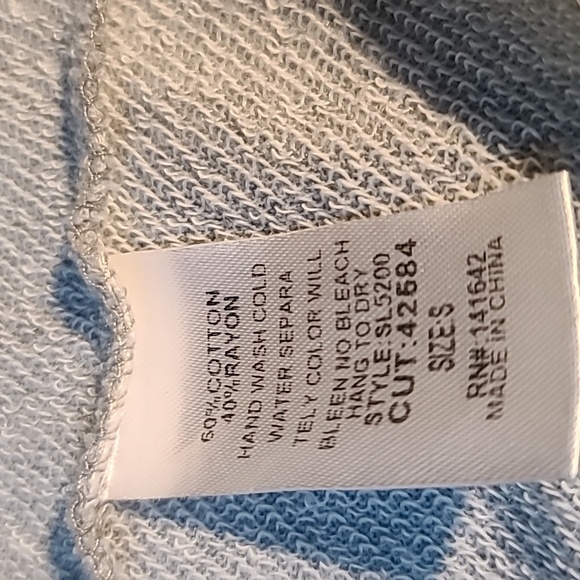 60%COTTON
40%RAYON
HAND WASH COLD
WATER SEPARA
TELY COLOR WILL
BLEEN NO BLEACH
HANG TO DRY
STYLE:SL5200
CUT:42684
SIZE:S
RN#:141642
MADE IN CHINA